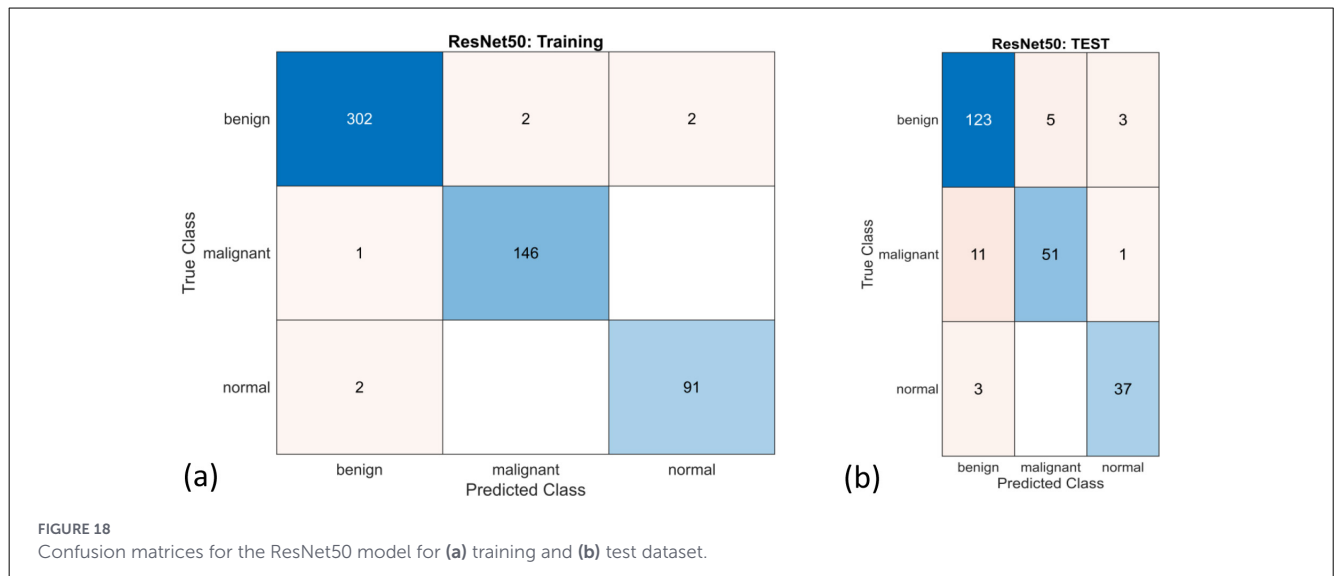 ResNet50: Training
benign 302 2 2
malignant 1 146
normal 2 91
benign malignant normal
Predicted Class
True Class
(a)
ResNet50: TEST
benign 123 5 3
malignant 11 51 1
normal 3 37
benign malignant normal
Predicted Class
True Class
(b)
FIGURE 18
Confusion matrices for the ResNet50 model for (a) training and (b) test dataset.